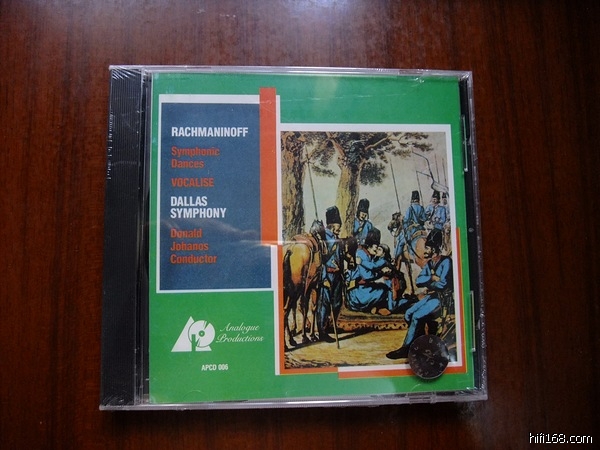 RACHMANINOFF
Symphonic
Dances
VOCALISE
DALLAS
SYMPHONY
Donald
Johanos
Conductor
Analogue
Productions
APCD 006
hifi168.com